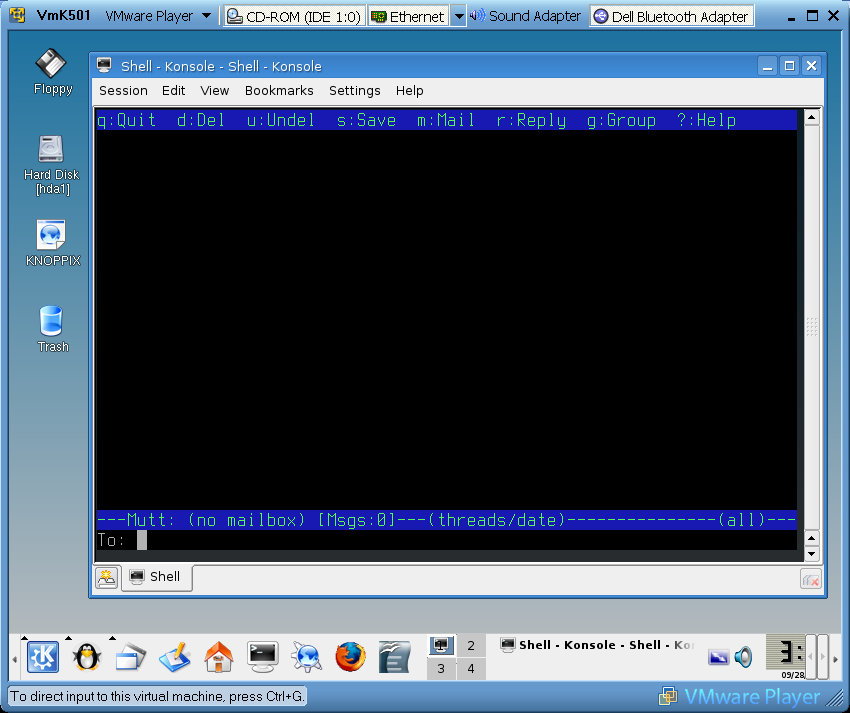 VmK501 VMware Player CD-ROM (IDE 1:0) Ethernet Sound Adapter Dell Bluetooth Adapter
Shell - Konsole - Shell - Konsole
Session Edit View Bookmarks Settings Help
q:Quit d:Del u:Undel s:Save m:Mail r:Reply g:Group ?:Help
Floppy
Hard Disk
[hda1]
KNOPPIX
Trash
---Mutt: (no mailbox) [Msgs:0]---(threads/date)---------------(all)---
To:
Shell
2
Shell - Konsole - Shell - Ko
3:
3 4
09/28
To direct input to this virtual machine, press Ctrl+G.
VMware Player